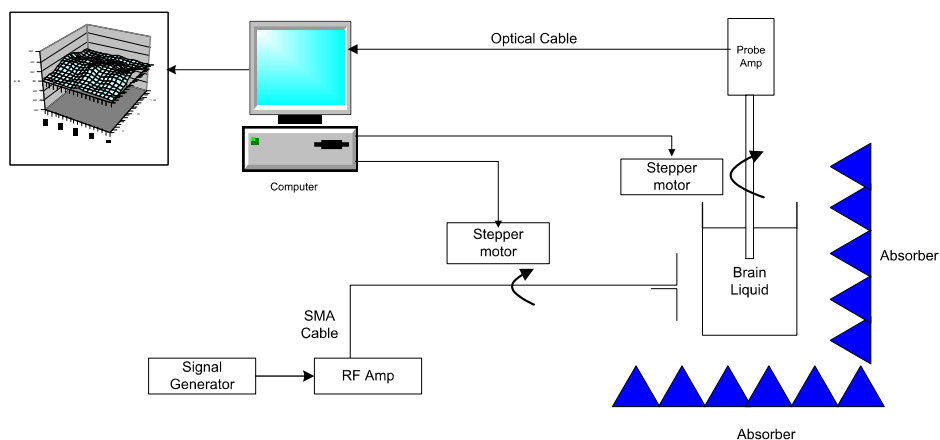 Optical Cable
Probe
Amp
Computer
Stepper
motor
Stepper
motor
Brain
Liquid
Absorber
SMA
Cable
Signal
Generator
RF Amp
Absorber